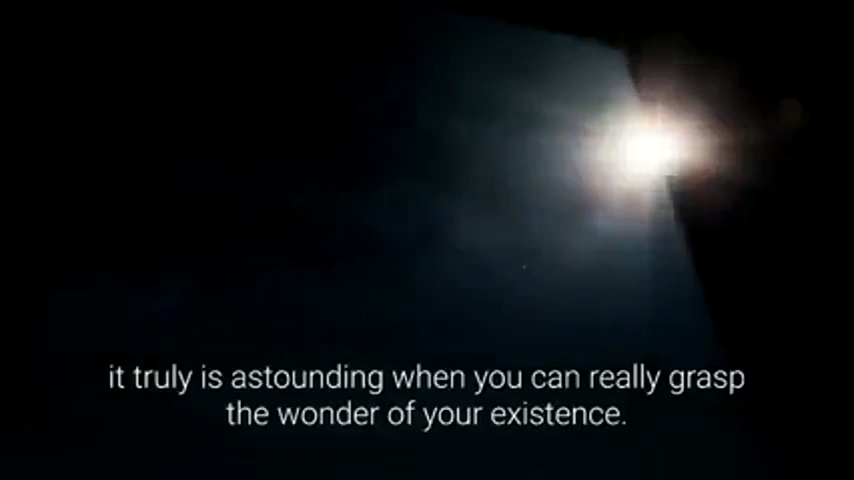 it truly is astounding when you can really grasp
the wonder of your existence.